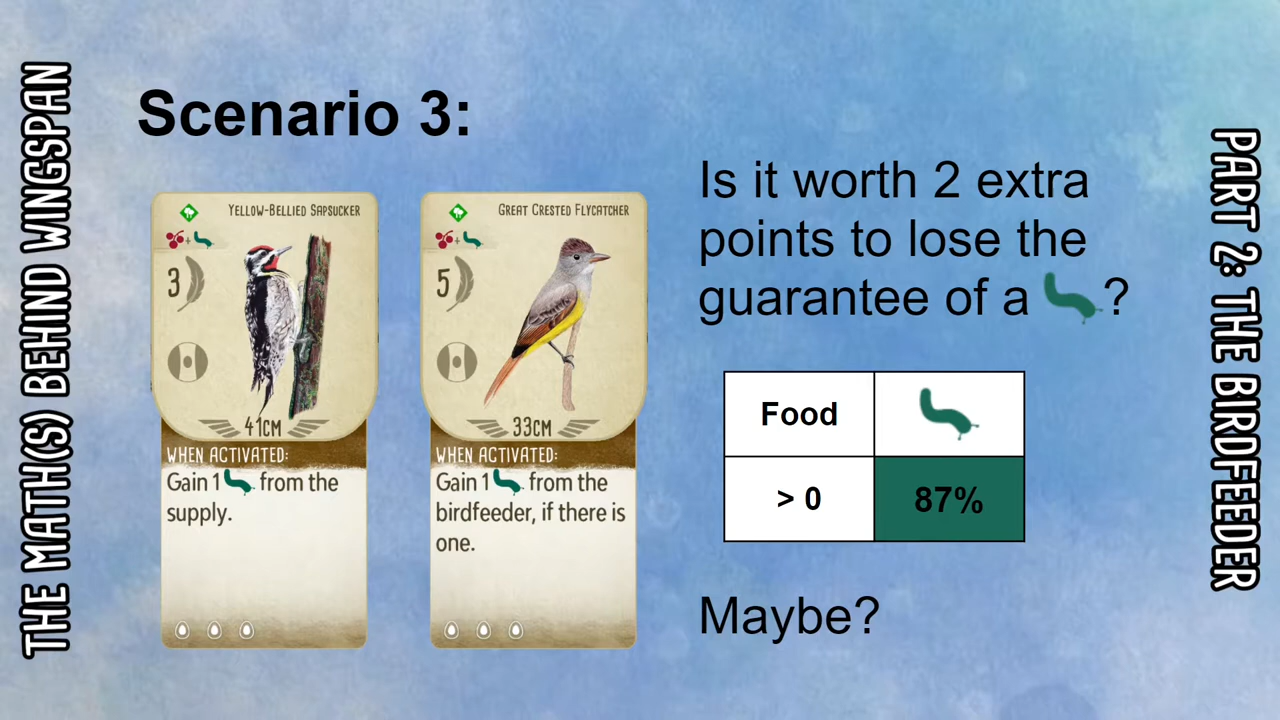 THE MATH(S) BEHIND WINGSPAN
Scenario 3:
YELLOW-BELLIED SAPSUCKER
+
3
41CM
WHEN ACTIVATED:
Gain 1 from the
supply.
GREAT CRESTED FLYCATCHER
+
5
33CM
WHEN ACTIVATED:
Gain 1 from the
birdfeeder, if there is
one.
Is it worth 2 extra
points to lose the
guarantee of a ?
Food
> 0
87%
Maybe?
PART 2: THE BIRDFEEDER